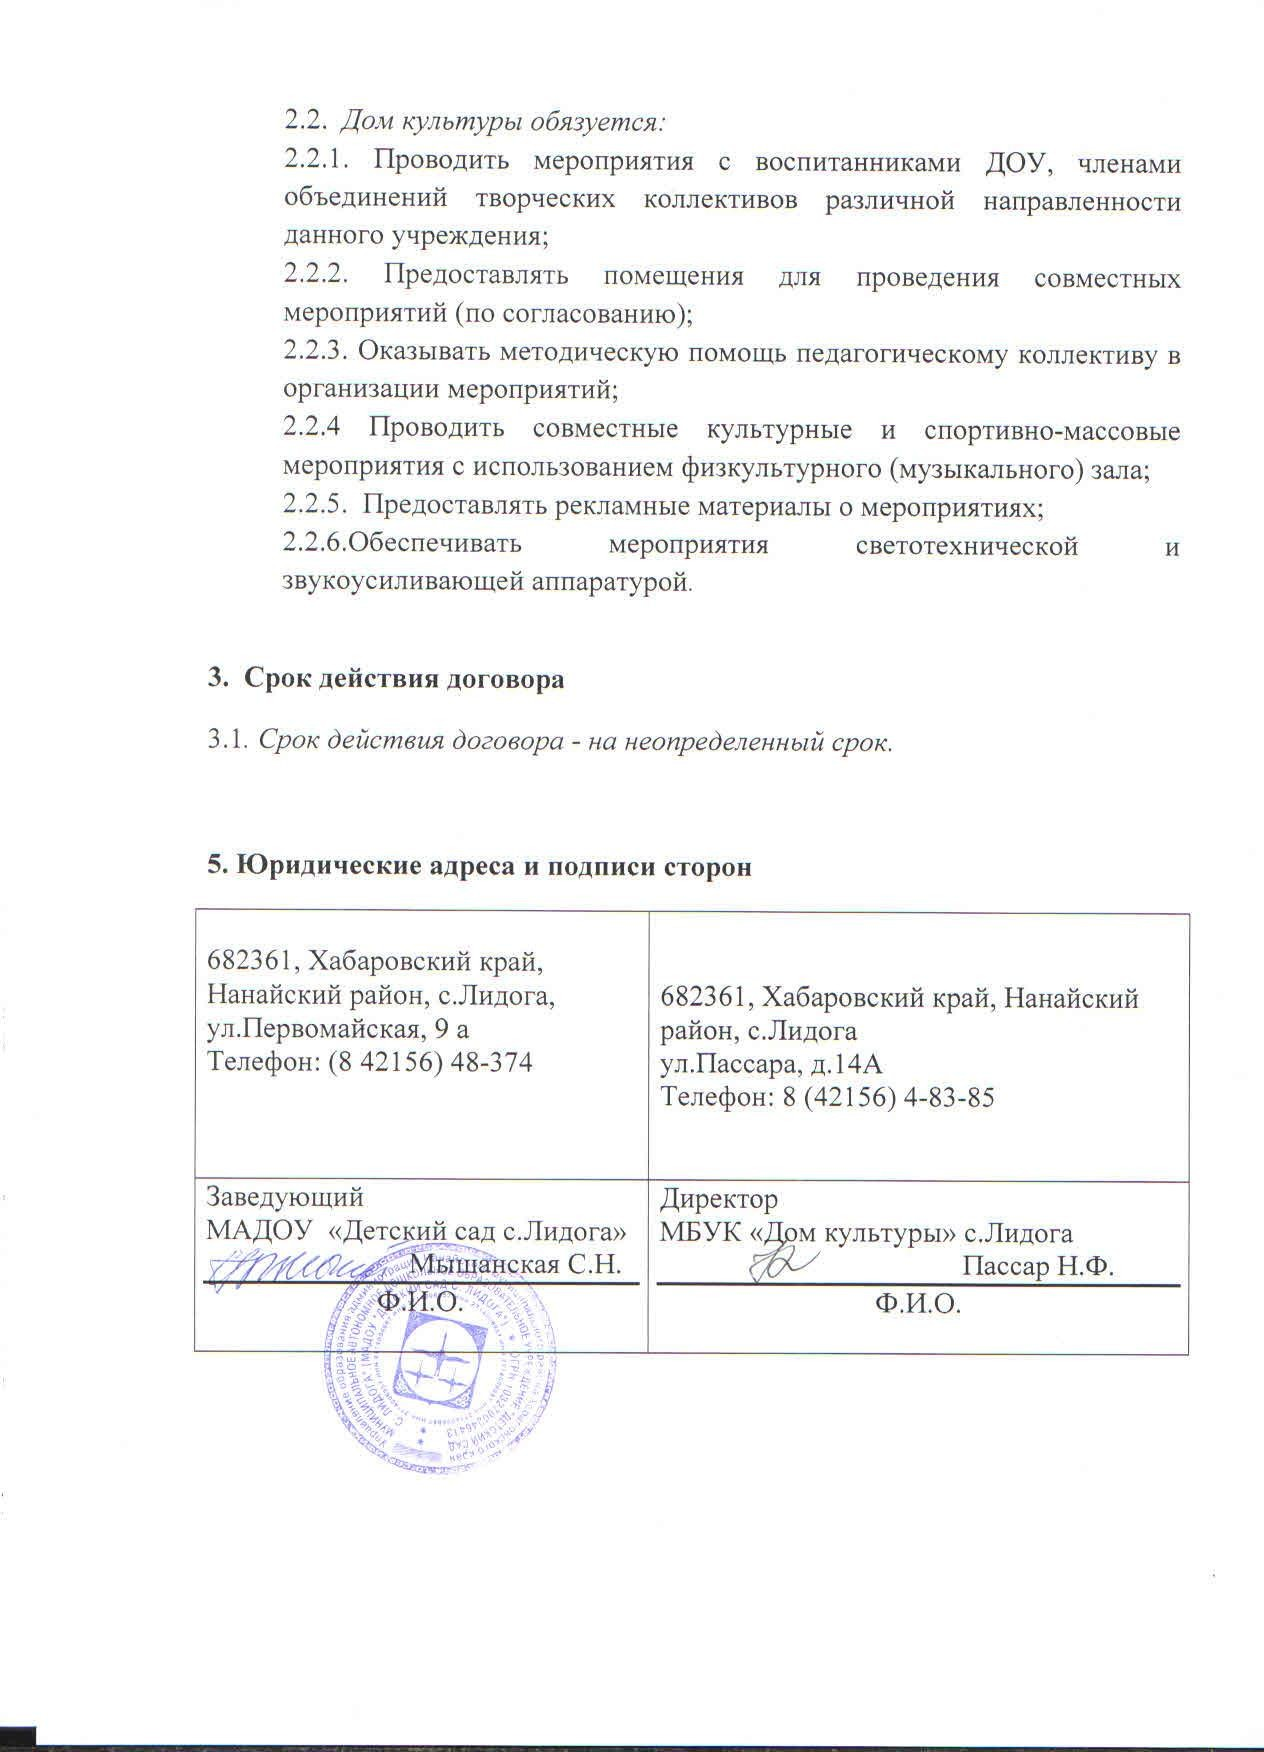 2.2. Дом культуры обязуется:
2.2.1. Проводить мероприятия с воспитанниками ДОУ, членами
объединений творческих коллективов различной направленности
данного учреждения;
2.2.2. Предоставлять помещения для проведения совместных
мероприятий (по согласованию);
2.2.3. Оказывать методическую помощь педагогическому коллективу в
организации мероприятий;
2.2.4 Проводить совместные культурные и спортивно-массовые
мероприятия с использованием физкультурного (музыкального) зала;
2.2.5. Предоставлять рекламные материалы о мероприятиях;
2.2.6.Обеспечивать мероприятия светотехнической и
звукоусиливающей аппаратурой.
3. Срок действия договора
3.1. Срок действия договора - на неопределенный срок.
5. Юридические адреса и подписи сторон
682361, Хабаровский край,
Нанайский район, с.Лидога,
ул.Первомайская, 9 а
Телефон: (8 42156) 48-374
682361, Хабаровский край, Нанайский
район, с.Лидога
ул.Пассара, д.14А
Телефон: 8 (42156) 4-83-85
Заведующий
МАДОУ «Детский сад с.Лидога»
Мышанская С.Н.
Ф.И.О.
Директор
МБУК «Дом культуры» с.Лидога
Пассар Н.Ф.
Ф.И.О.